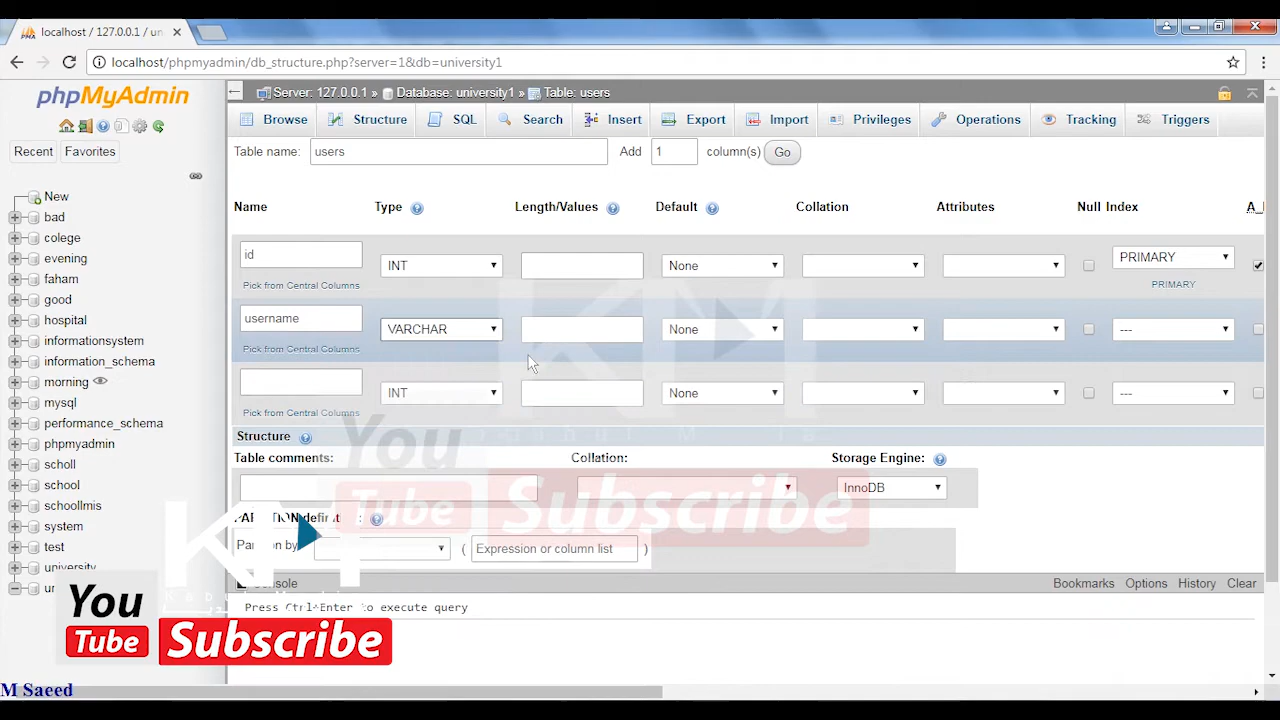 localhost / 127.0.0.1 / un
localhost/phpmyadmin/db_structure.php?server=1&db=university1
phpMyAdmin
Server: 127.0.0.1 » Database: university1 » Table: users
Browse Structure SQL Search Insert Export Import Privileges Operations Tracking Triggers
Recent Favorites
Table name: users Add 1 column(s) Go
New
bad
colege
evening
faham
good
hospital
informationsystem
information_schema
morning
mysql
performance_schema
phpmyadmin
scholl
school
schoollmis
system
test
university
Name Type Length/Values Default Collation Attributes Null Index
id INT None PRIMARY
Pick from Central Columns PRIMARY
username VARCHAR None ---
Pick from Central Columns
INT None ---
Pick from Central Columns
Structure
Table comments: Collation: Storage Engine:
InnoDB
Expression or column list
Console Bookmarks Options History Clear
Press Ctrl+Enter to execute query
KM
You
Tube Subscribe
You
Tube Subscribe
M Saeed